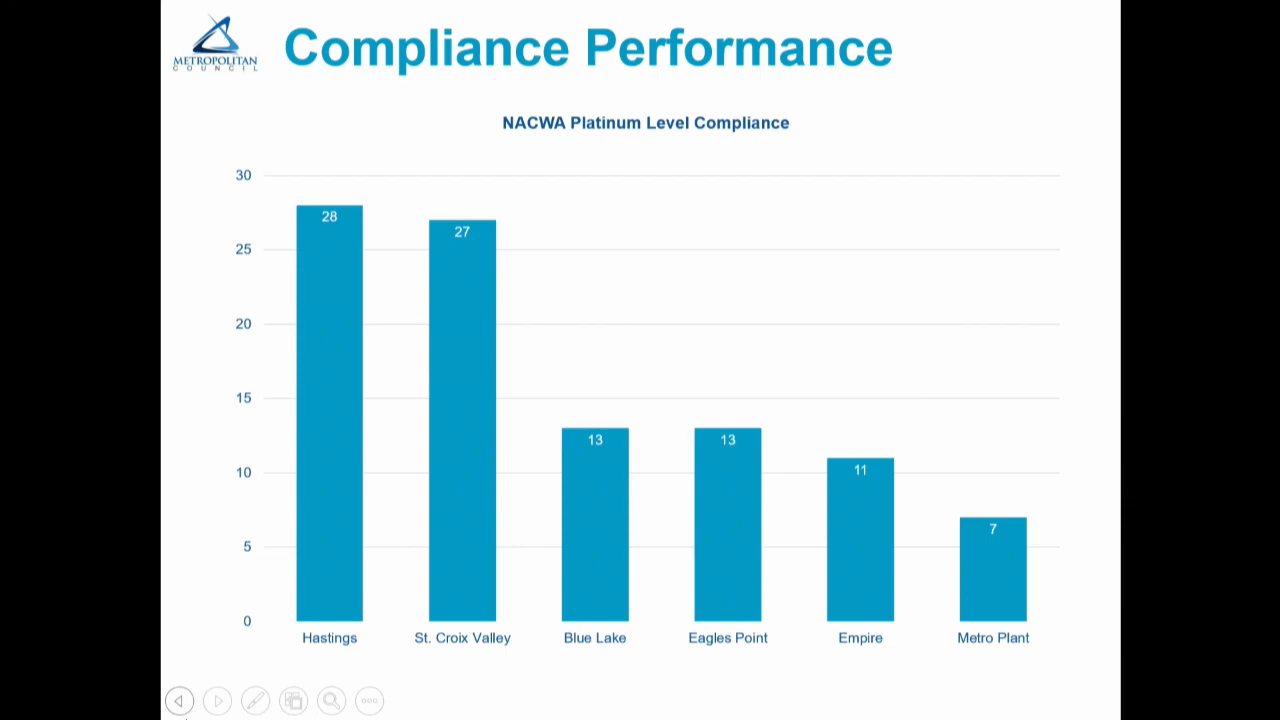 METROPOLITAN
COUNCIL
Compliance Performance
NACWA Platinum Level Compliance
30
25
20
15
10
5
0
28
27
13
13
11
7
Hastings
St. Croix Valley
Blue Lake
Eagles Point
Empire
Metro Plant